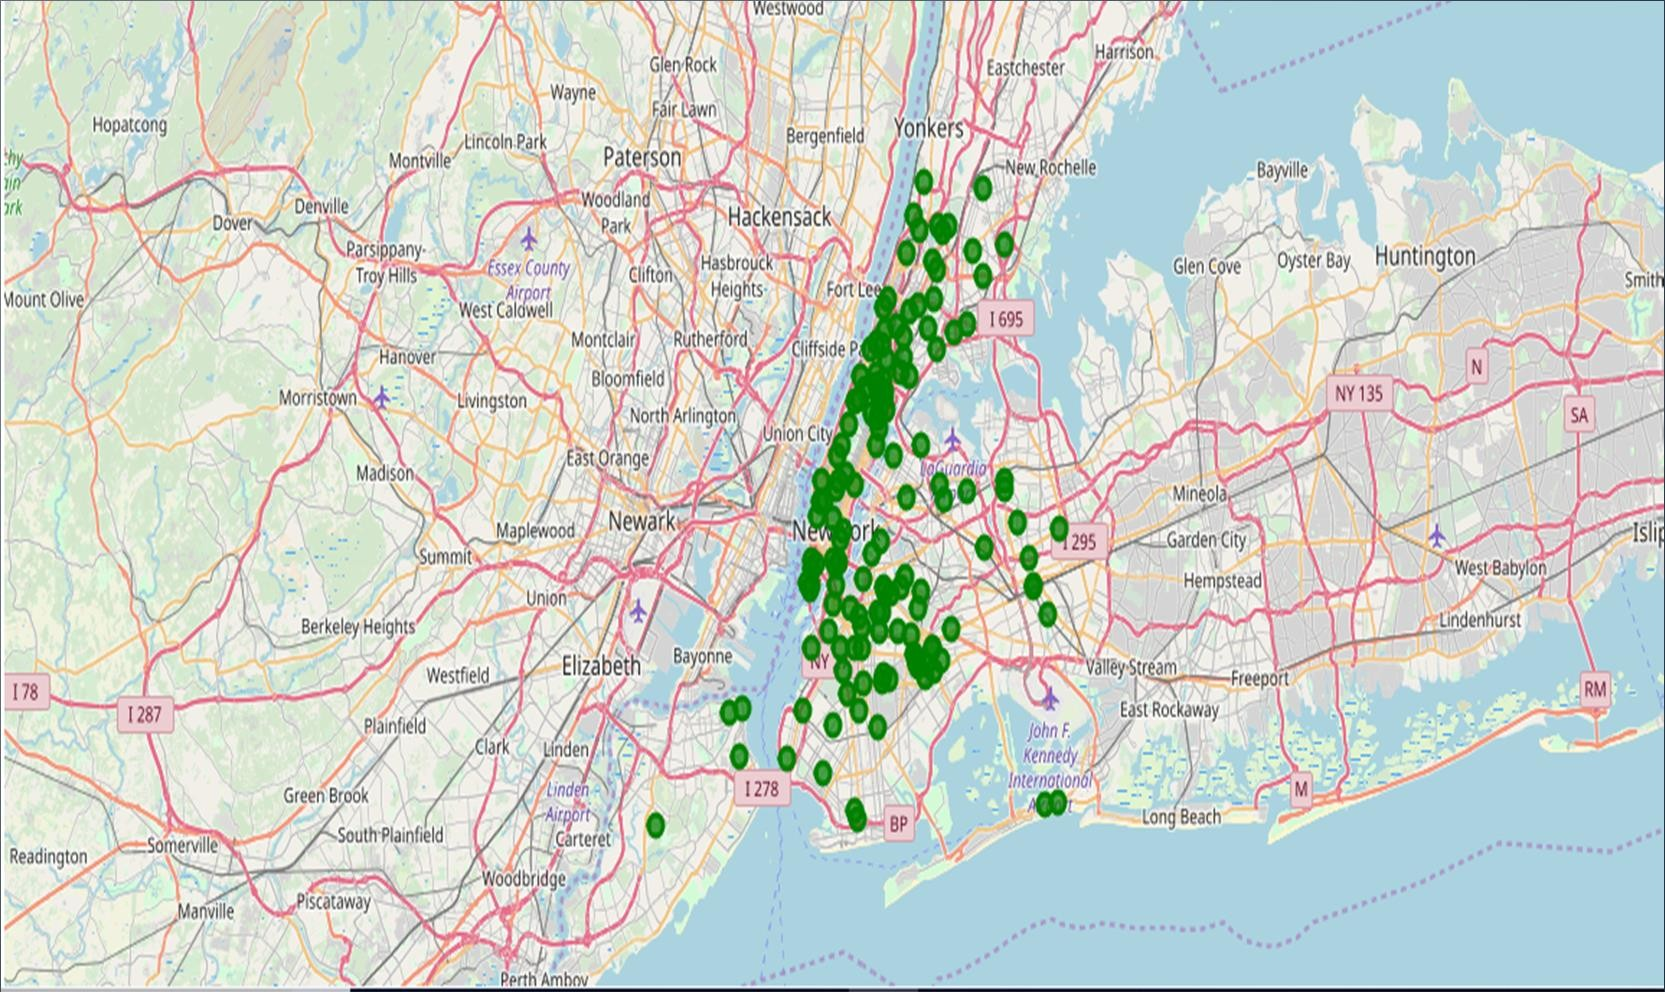 Westwood
Harrison
Glen Rock
Eastchester
Wayne
Fair Lawn
Hopatcong
Yonkers
Bergenfield
Lincoln Park
Montville
Paterson
New Rochelle
Bayville
Woodland
Park
Denville
Dover
Hackensack
Parsippany-
Troy Hills
Essex County
Airport
Clifton
Hasbrouck
Heights
Fort Lee
Glen Cove
Oyster Bay
Huntington
Mount Olive
West Caldwell
I 695
Montclair
Rutherford
Cliffside
Hanover
Bloomfield
N
NY 135
SA
Morristown
Livingston
North Arlington
Union City
Madison
East Orange
LaGuardia
Mineola
Newark
Maplewood
Summit
I 295
Garden City
West Babylon
Union
Hempstead
Lindenhurst
Berkeley Heights
Elizabeth
Bayonne
NY
Valley Stream
Freeport
Westfield
I 78
I 287
RM
East Rockaway
Plainfield
Clark
Linden
John F.
Kennedy
International
I 278
Linden
Airport
M
Green Brook
Long Beach
BP
South Plainfield
Carteret
Somerville
Readington
Woodbridge
Piscataway
Manville
Perth Amboy